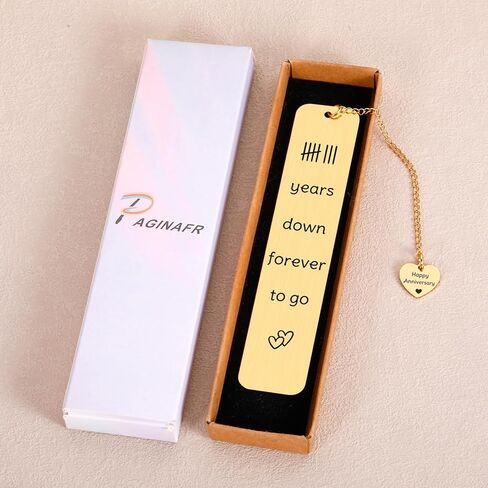 PAGINAFR
years
down
forever
to go
Happy
Anniversary